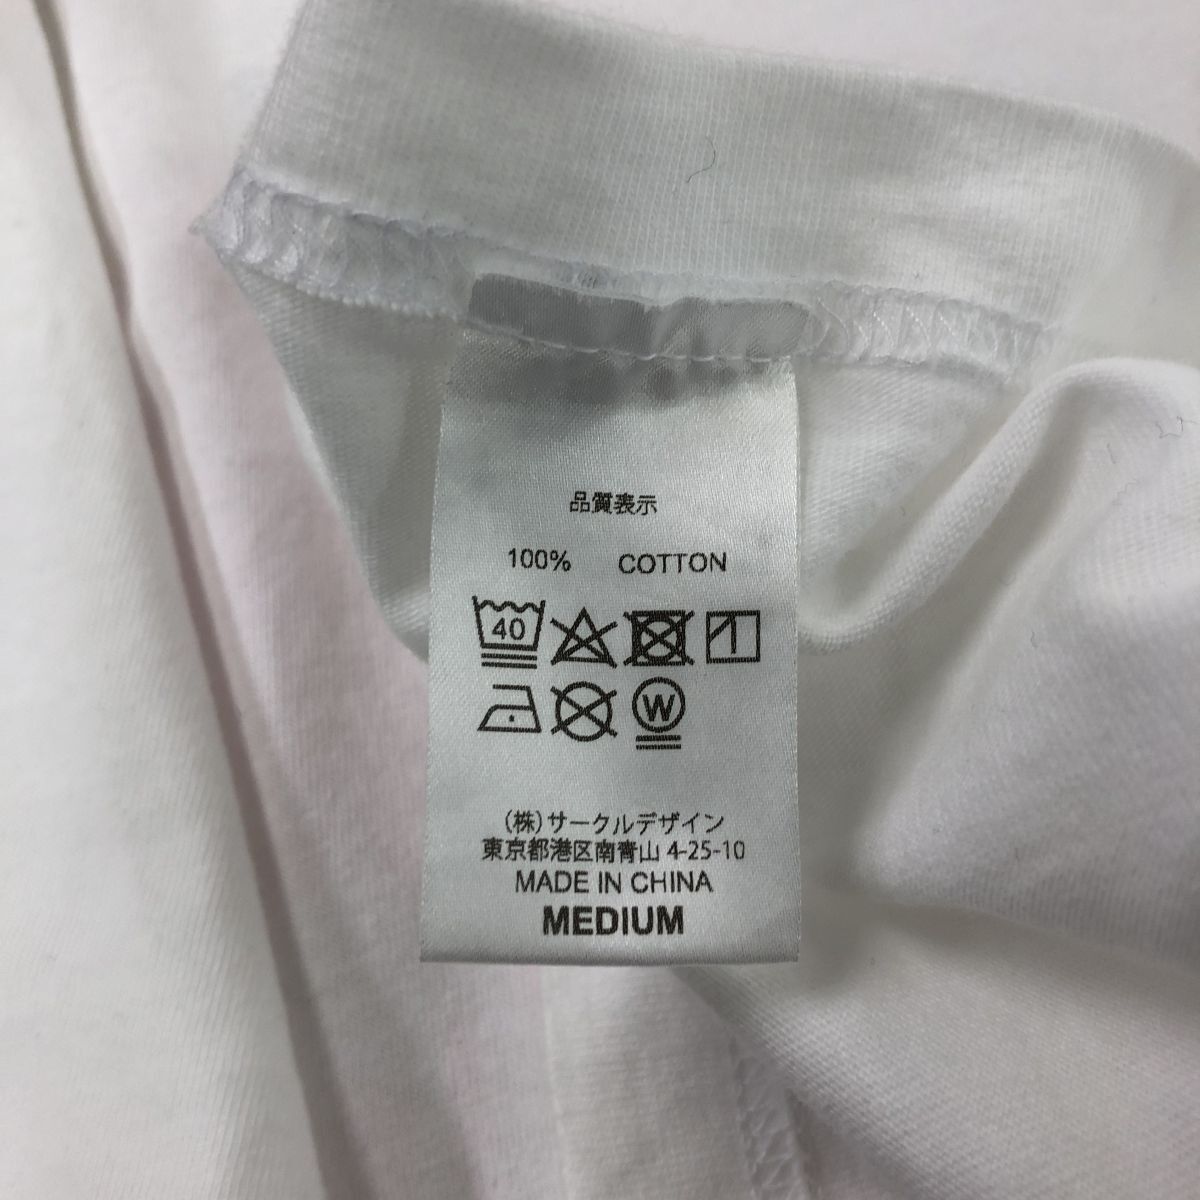 品質表示
100% COTTON
40
W
(株)サークルデザイン
東京都港区南青山 4-25-10
MADE IN CHINA
MEDIUM